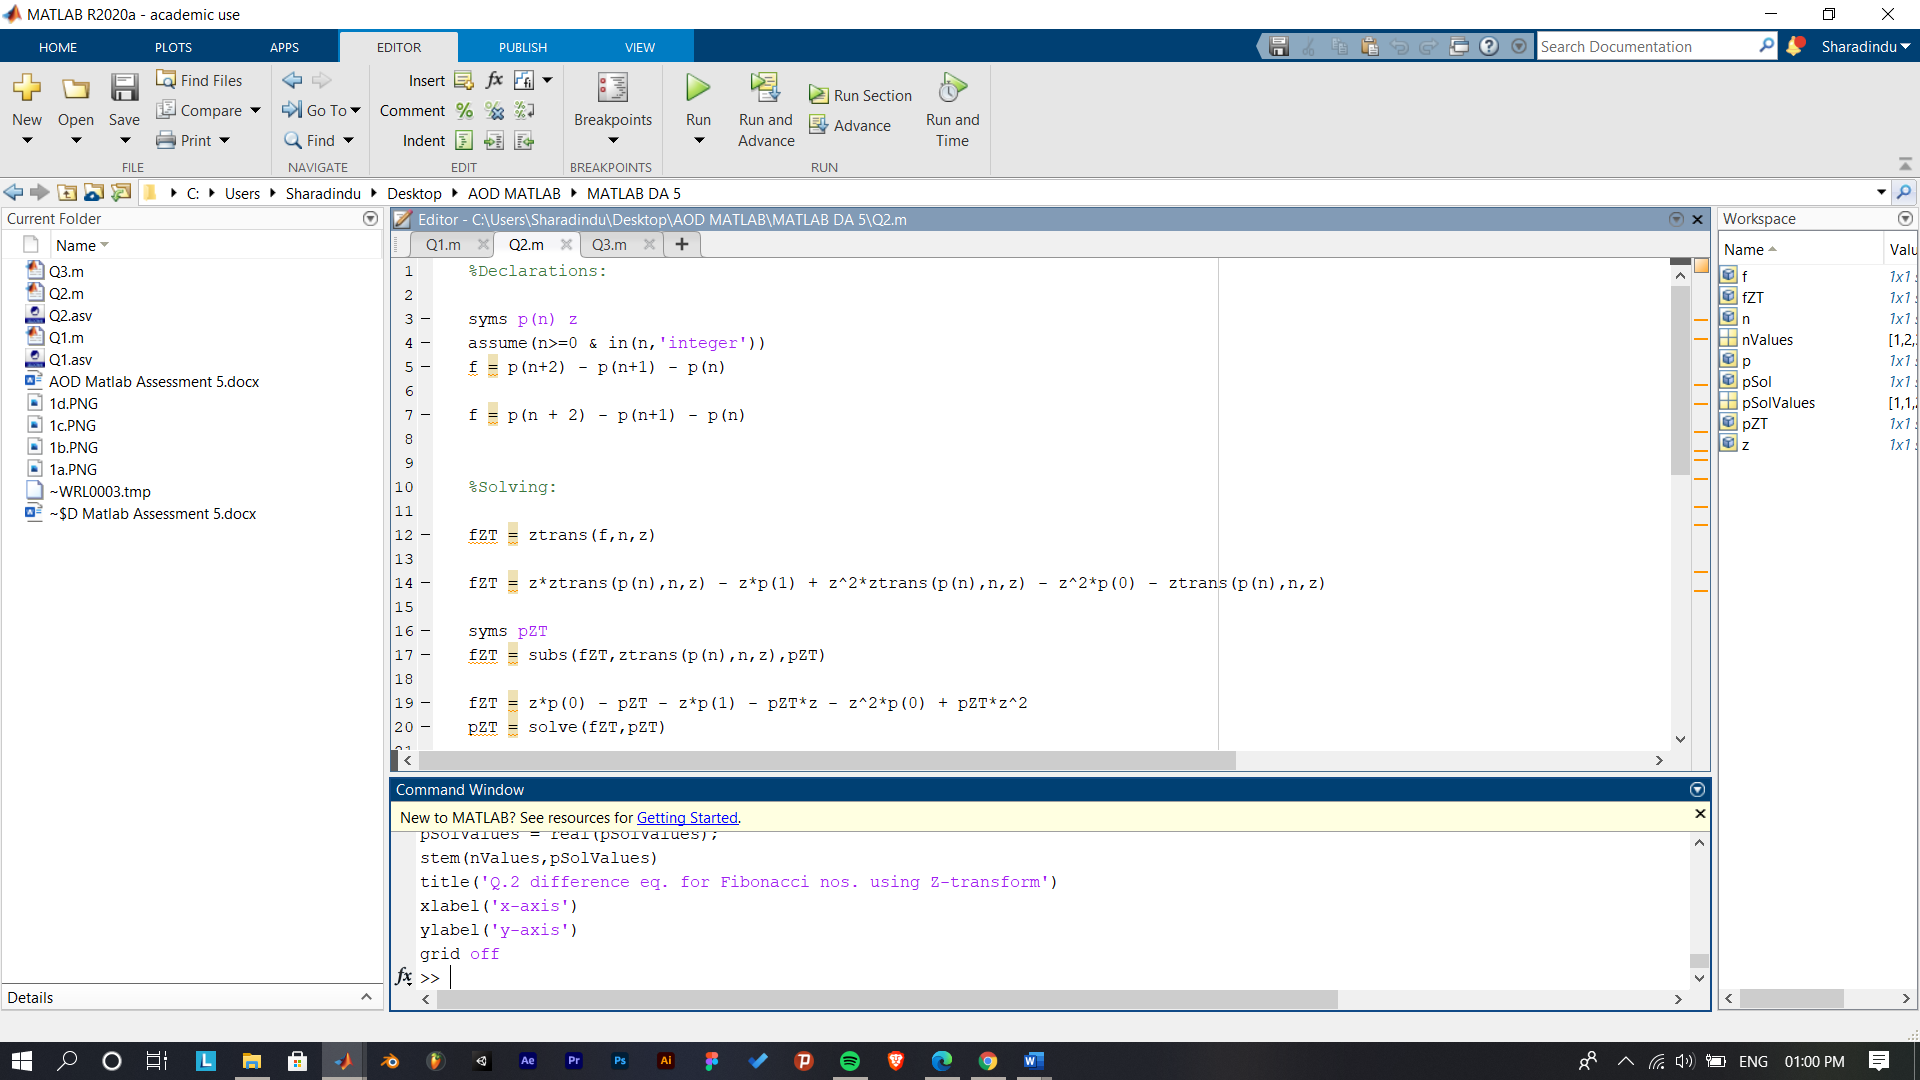 MATLAB R2020a - academic use
HOME PLOTS APPS EDITOR PUBLISH VIEW
Search Documentation
Sharadindu
New
Open
Save
Find Files
Compare
Print
FILE
Go To
Find
NAVIGATE
Insert
Comment
Indent
EDIT
Breakpoints
BREAKPOINTS
Run
Run and Advance
Run Section
Advance
Run and Time
RUN
C: Users Sharadindu Desktop AOD MATLAB MATLAB DA 5
Current Folder
Name
Q3.m
Q2.m
Q2.asv
Q1.m
Q1.asv
AOD Matlab Assessment 5.docx
1d.PNG
1c.PNG
1b.PNG
1a.PNG
~WRL0003.tmp
~$D Matlab Assessment 5.docx
Details
Editor - C:\Users\Sharadindu\Desktop\AOD MATLAB\MATLAB DA 5\Q2.m
Q1.m Q2.m Q3.m
1 %Declarations:
2
3 syms p(n) z
4 assume(n>=0 & in(n,'integer'))
5 f = p(n+2) - p(n+1) - p(n)
6
7 f = p(n + 2) - p(n+1) - p(n)
8
9
10 %Solving:
11
12 fZT = ztrans(f,n,z)
13
14 fZT = z*ztrans(p(n),n,z) - z*p(1) + z^2*ztrans(p(n),n,z) - z^2*p(0) - ztrans(p(n),n,z)
15
16 syms pZT
17 fZT = subs(fZT,ztrans(p(n),n,z),pZT)
18
19 fZT = z*p(0) - pZT - z*p(1) - pZT*z - z^2*p(0) + pZT*z^2
20 pZT = solve(fZT,pZT)
21
Command Window
New to MATLAB? See resources for Getting Started.
pSolValues = real(pSolValues);
stem(nValues,pSolValues)
title('Q.2 difference eq. for Fibonacci nos. using Z-transform')
xlabel('x-axis')
ylabel('y-axis')
grid off
fx >>
Workspace
Name Valu
f 1x1
fZT 1x1
n 1x1
nValues [1,2,
p 1x1
pSol 1x1
pSolValues [1,1,
pZT 1x1
z 1x1
L Ae Pr Ps Ai W
ENG 01:00 PM